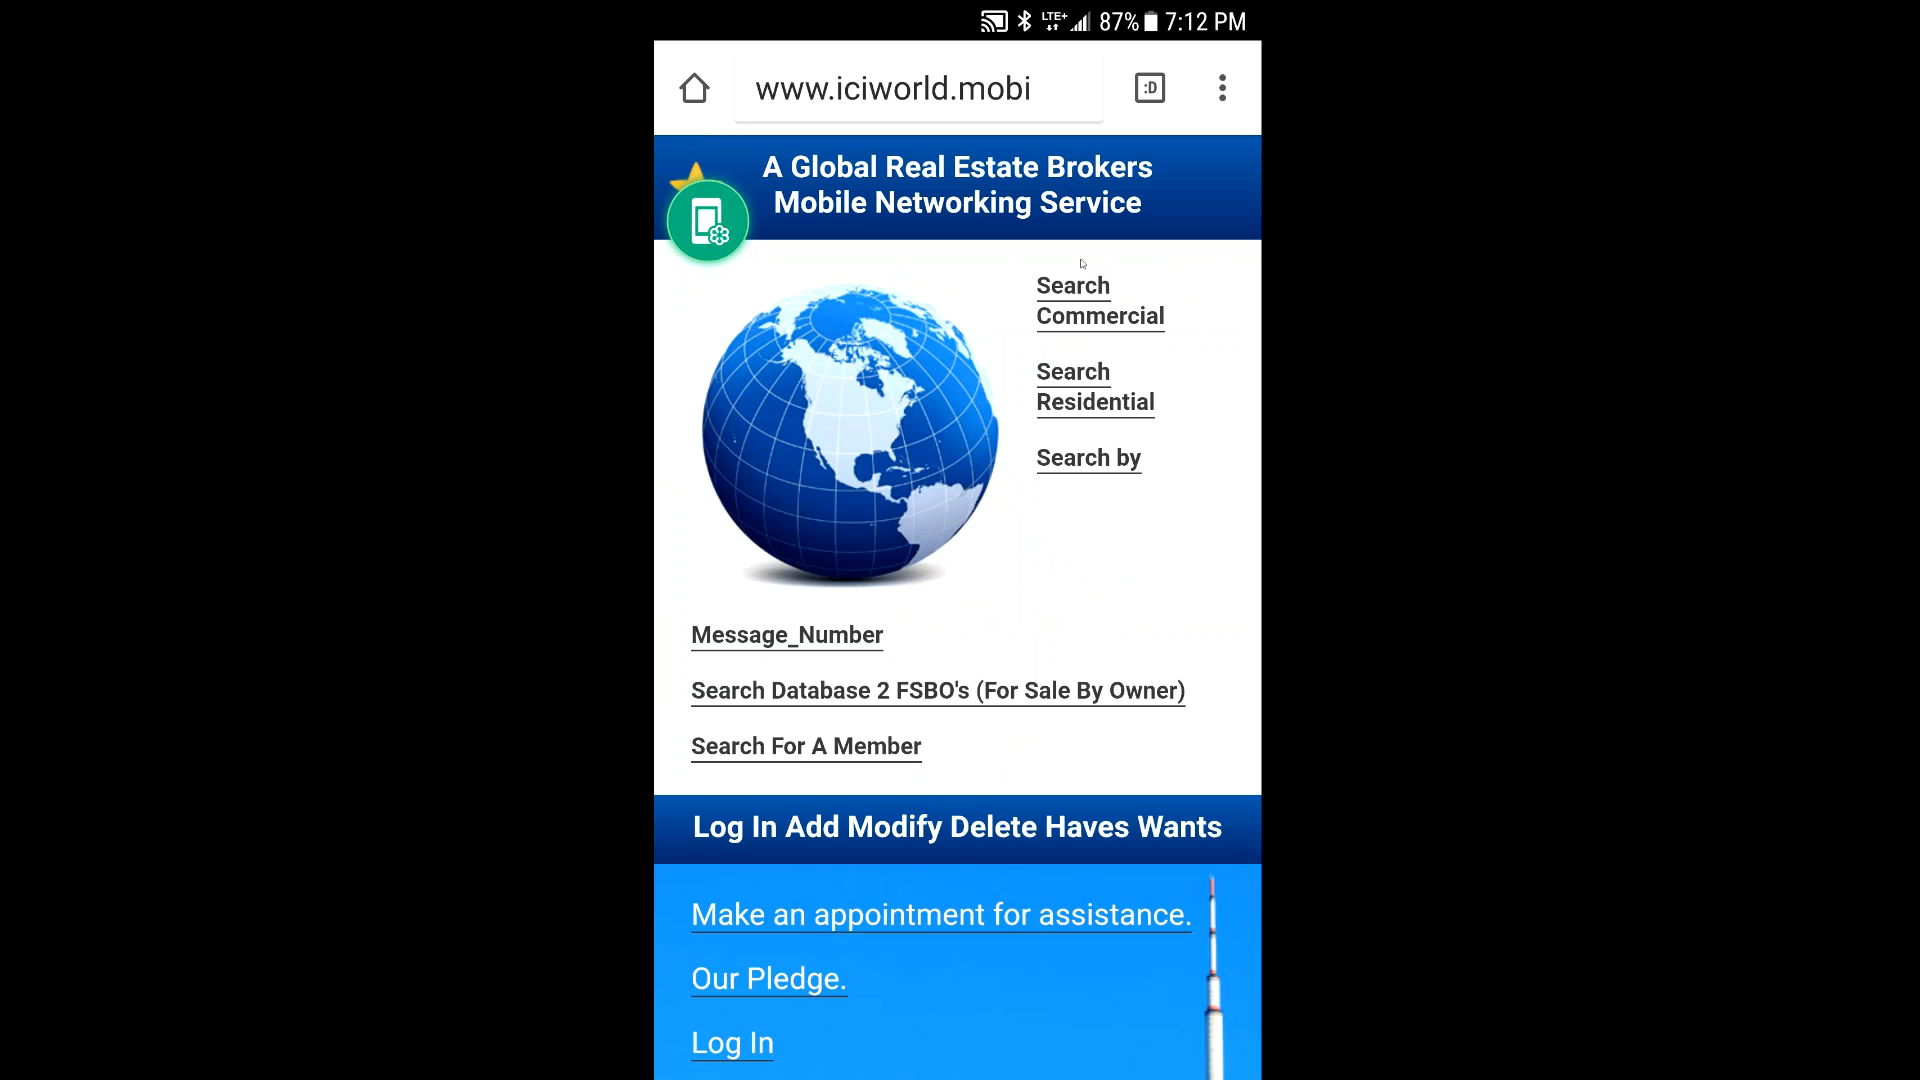 LTE+ 87% 7:12 PM
www.iciworld.mobi
:D
A Global Real Estate Brokers
Mobile Networking Service
Search
Commercial
Search
Residential
Search by
Message_Number
Search Database 2 FSBO's (For Sale By Owner)
Search For A Member
Log In Add Modify Delete Haves Wants
Make an appointment for assistance.
Our Pledge.
Log In